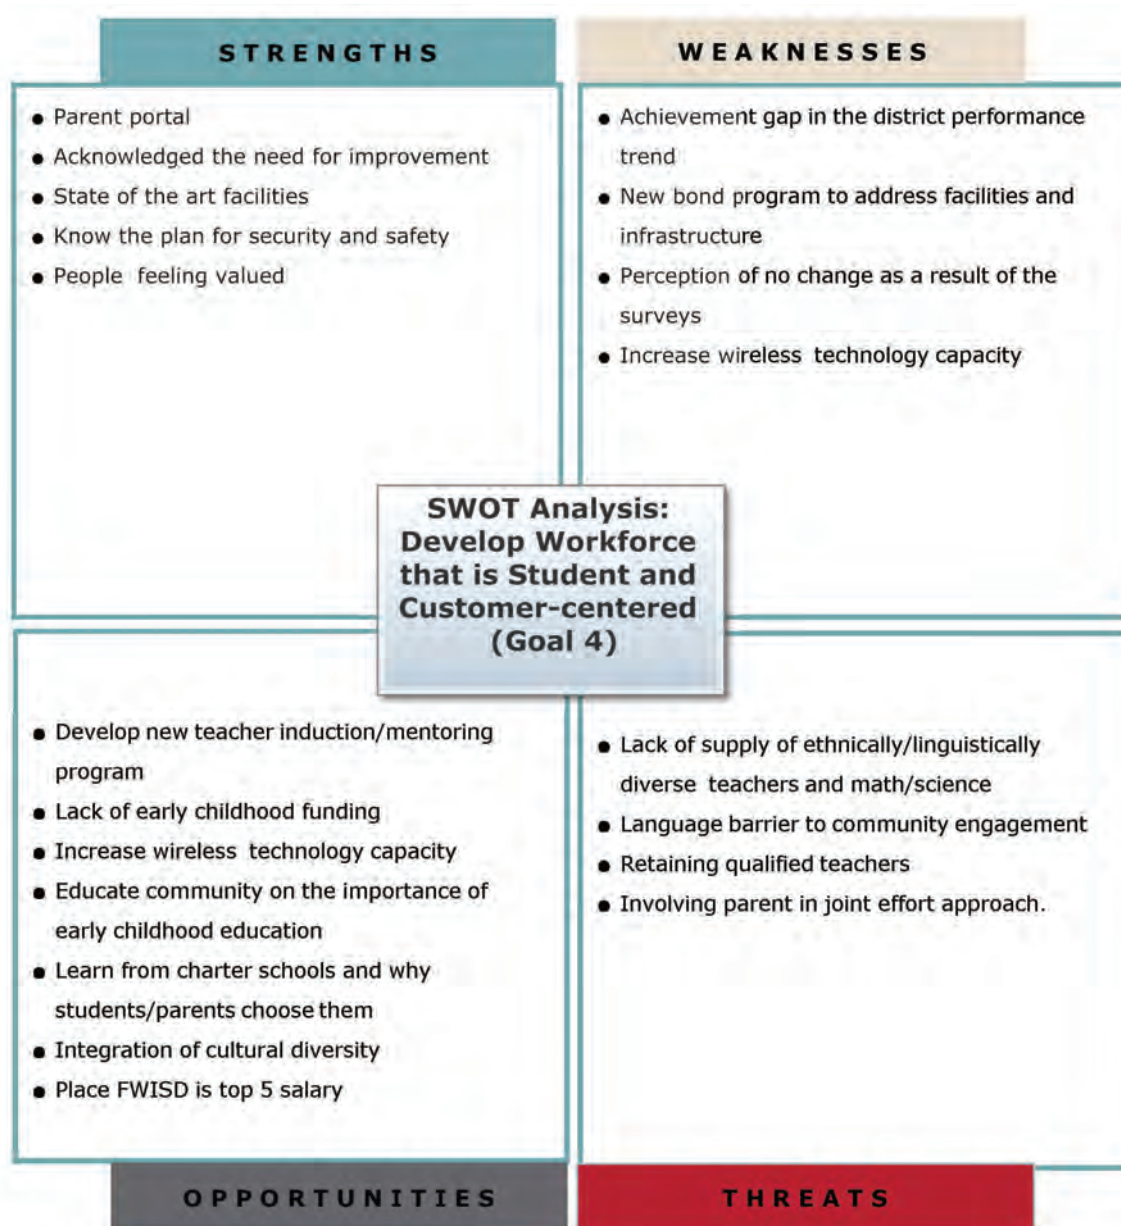 STRENGTHS
● Parent portal
● Acknowledged the need for improvement
● State of the art facilities
● Know the plan for security and safety
● People feeling valued
WEAKNESSES
● Achievement gap in the district performance
trend
● New bond program to address facilities and
infrastructure
● Perception of no change as a result of the
surveys
● Increase wireless technology capacity
SWOT Analysis:
Develop Workforce
that is Student and
Customer-centered
(Goal 4)
● Develop new teacher induction/mentoring
program
● Lack of early childhood funding
● Increase wireless technology capacity
● Educate community on the importance of
early childhood education
● Learn from charter schools and why
students/parents choose them
● Integration of cultural diversity
● Place FWISD is top 5 salary
OPPORTUNITIES
● Lack of supply of ethnically/linguistically
diverse teachers and math/science
● Language barrier to community engagement
● Retaining qualified teachers
● Involving parent in joint effort approach.
THREATS